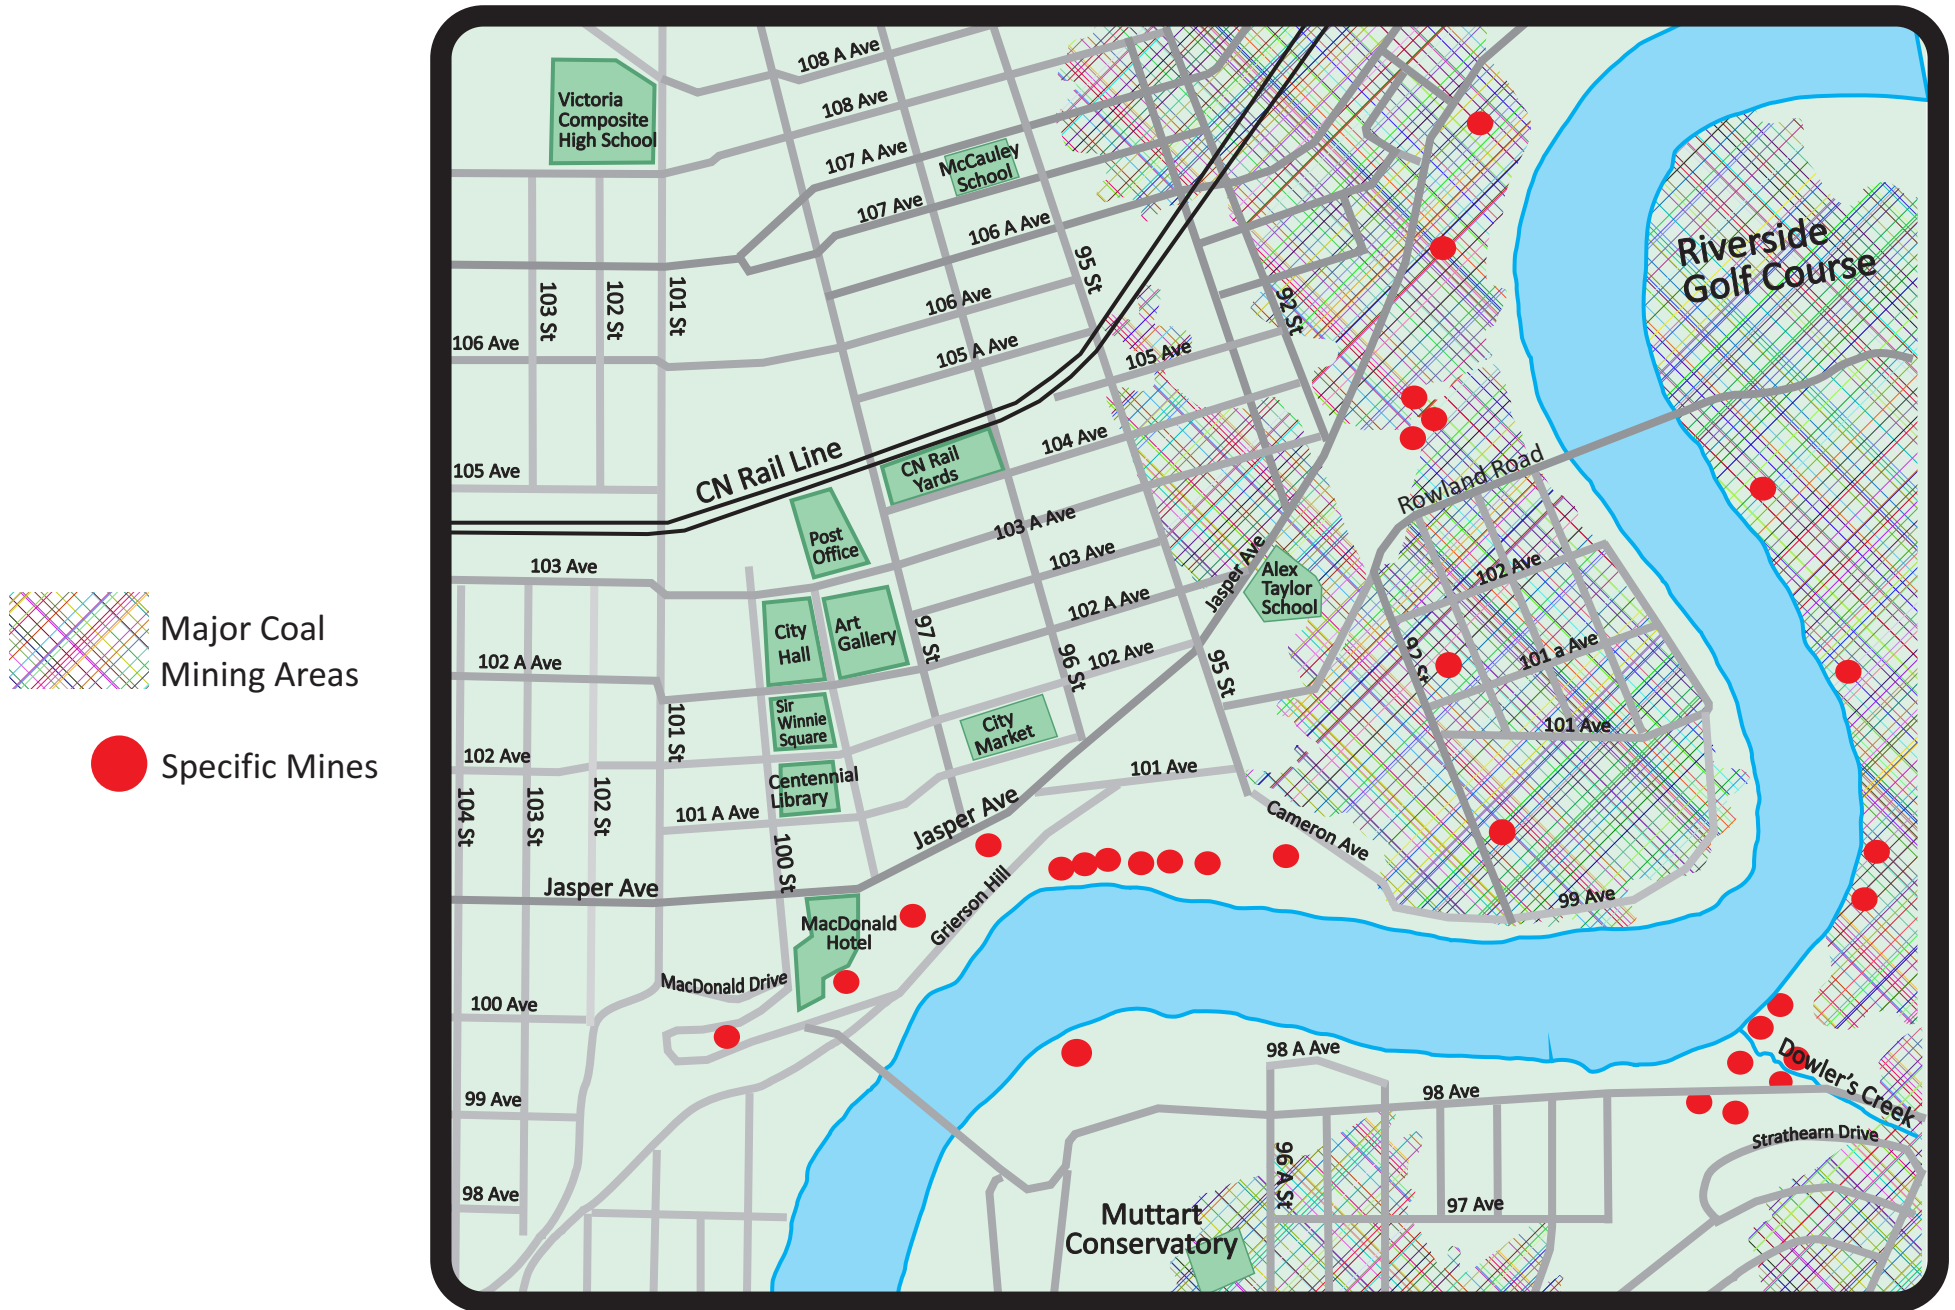 Major Coal
Mining Areas
Specific Mines
Victoria
Composite
High School
108 A Ave
108 Ave
107 A Ave
McCauley
School
107 Ave
106 A Ave
95 St
106 Ave
105 A Ave
105 Ave
92 St
Riverside
Golf Course
103 St
102 St
101 St
106 Ave
105 Ave
CN Rail Line
CN Rail
Yards
104 Ave
Post
Office
103 A Ave
103 Ave
102 A Ave
102 Ave
Rowland Road
Jasper Ave
Alex
Taylor
School
102 Ave
101 a Ave
101 Ave
92 St
103 Ave
City
Hall
Art
Gallery
97 St
96 St
95 St
102 A Ave
Sir
Winnie
Square
City
Market
101 St
102 Ave
Centennial
Library
101 Ave
104 St
103 St
102 St
101 A Ave
100 St
Jasper Ave
Cameron Ave
Jasper Ave
Grierson Hill
99 Ave
MacDonald
Hotel
MacDonald Drive
100 Ave
98 A Ave
98 Ave
Dowler's Creek
Strathearn Drive
99 Ave
96 A St
98 Ave
97 Ave
Muttart
Conservatory